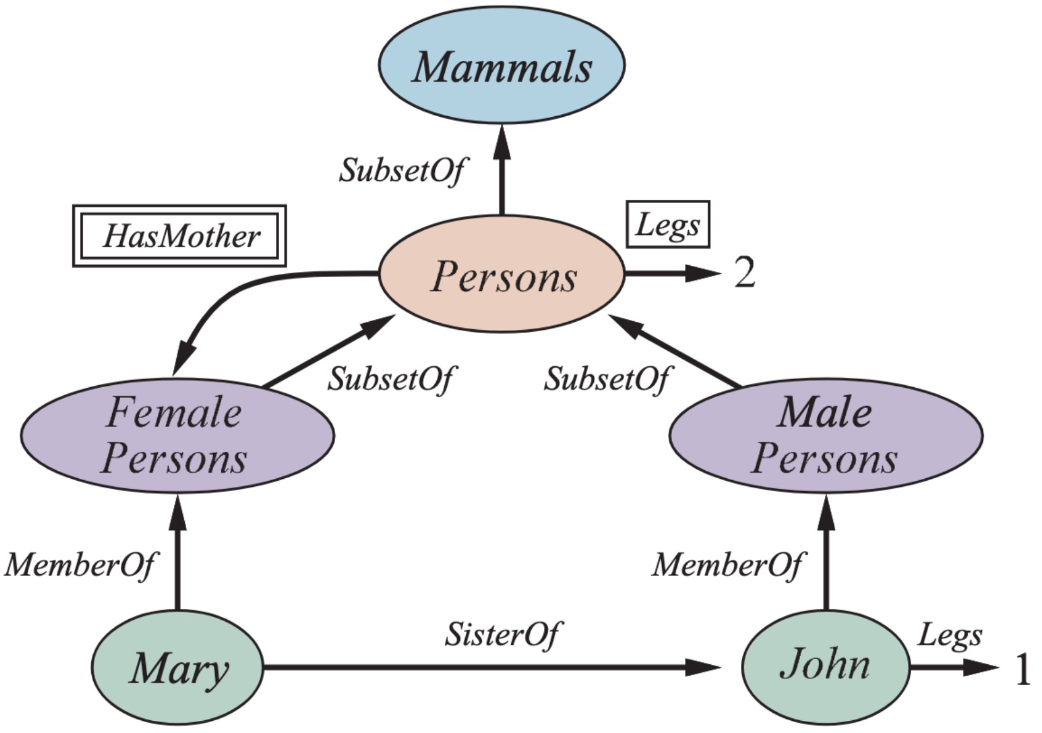 Mammals
SubsetOf
HasMother
Legs
Persons
2
SubsetOf
SubsetOf
Female
Persons
Male
Persons
MemberOf
MemberOf
SisterOf
Legs
Mary
John
1